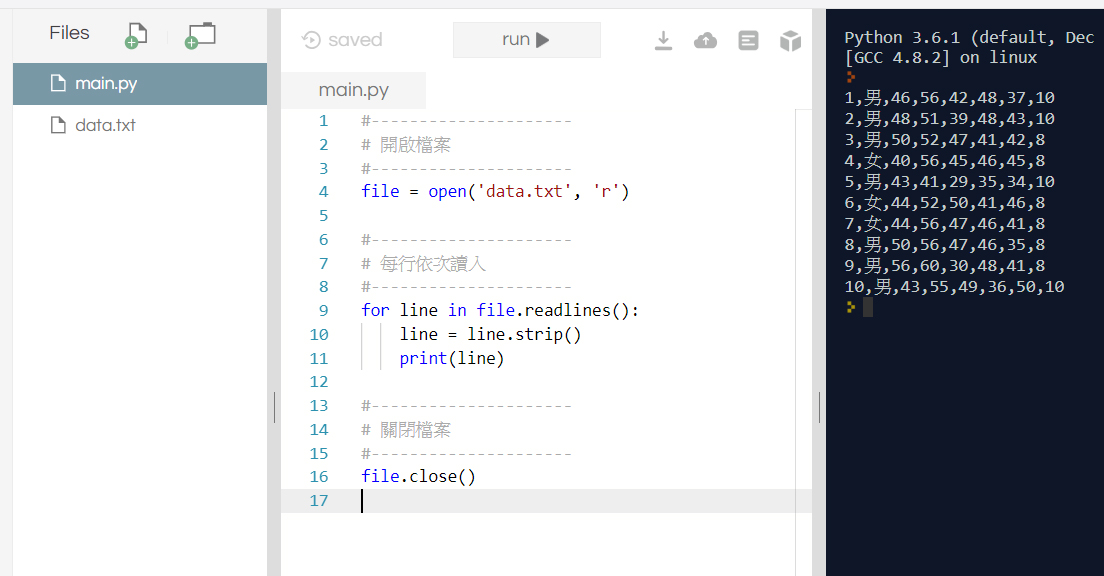 Files
main.py
data.txt
saved
run
main.py
1 #---------------------
2 # 開啟檔案
3 #---------------------
4 file = open('data.txt', 'r')
5
6 #---------------------
7 # 每行依次讀入
8 #---------------------
9 for line in file.readlines():
10     line = line.strip()
11     print(line)
12
13 #---------------------
14 # 關閉檔案
15 #---------------------
16 file.close()
17
Python 3.6.1 (default, Dec
[GCC 4.8.2] on linux
1,男,46,56,42,48,37,10
2,男,48,51,39,48,43,10
3,男,50,52,47,41,42,8
4,女,40,56,45,46,45,8
5,男,43,41,29,35,34,10
6,女,44,52,50,41,46,8
7,女,44,56,47,46,41,8
8,男,50,56,47,46,35,8
9,男,56,60,30,48,41,8
10,男,43,55,49,36,50,10